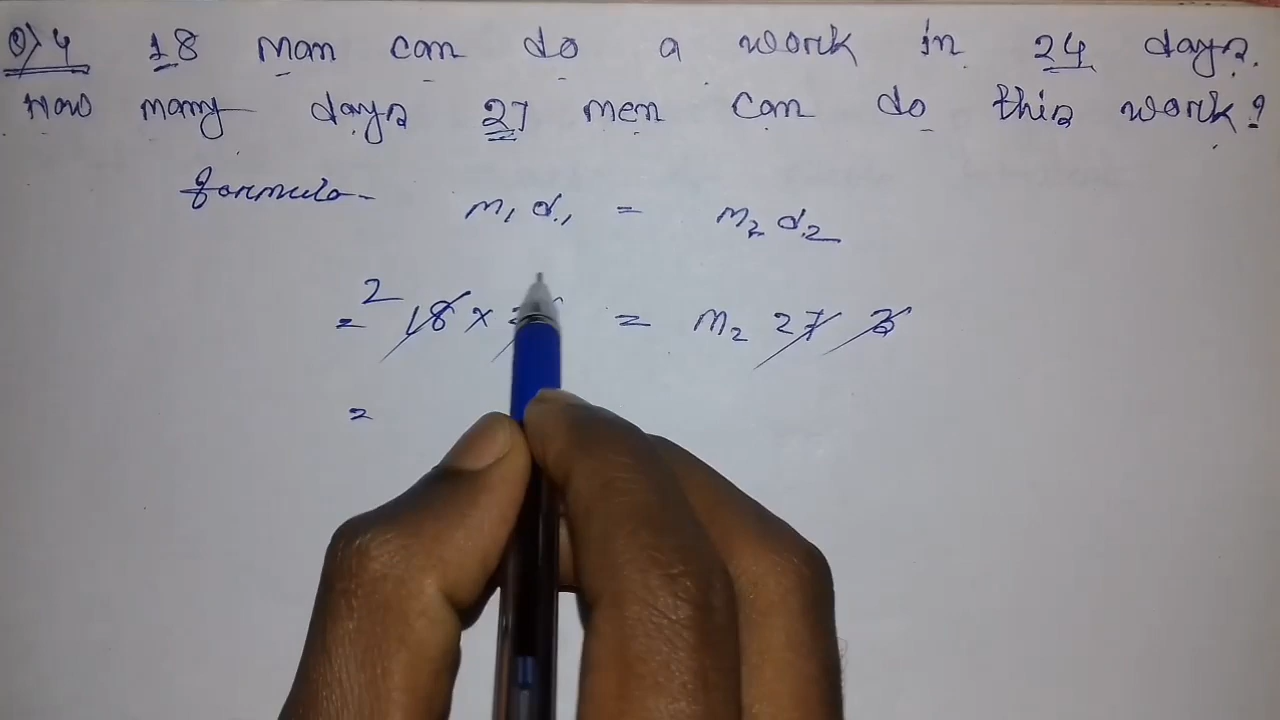 Q>4 18 man can do a work in 24 days.
How many days 27 men can do this work?
formula-
m₁ d₁ = m₂ d₂
= 2 18 × = m₂ 27 3
=